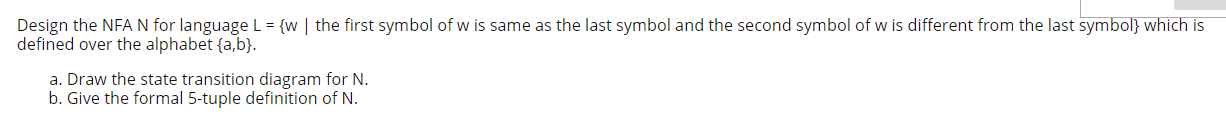 Design the NFA N for language L = {w | the first symbol of w is same as the last symbol and the second symbol of w is different from the last symbol} which is
defined over the alphabet {a,b}.
a. Draw the state transition diagram for N.
b. Give the formal 5-tuple definition of N.